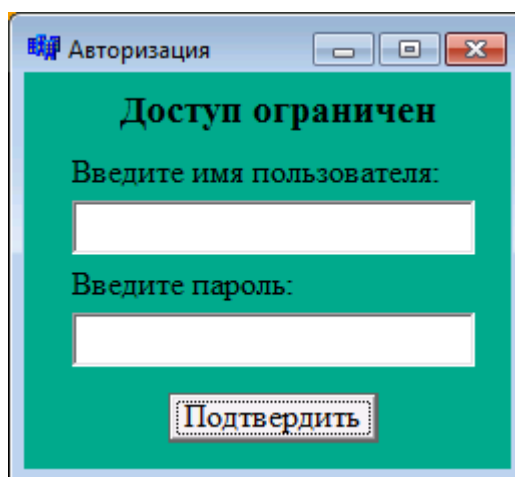 Авторизация
Доступ ограничен
Введите имя пользователя:
Введите пароль:
Подтвердить